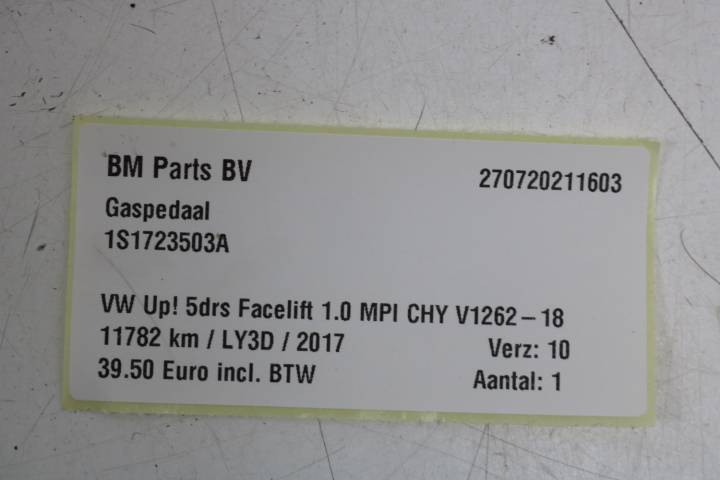 BM Parts BV 270720211603
Gaspedaal
1S1723503A
VW Up! 5drs Facelift 1.0 MPI CHY V1262-18
11782 km / LY3D / 2017 Verz: 10
39.50 Euro incl. BTW Aantal: 1